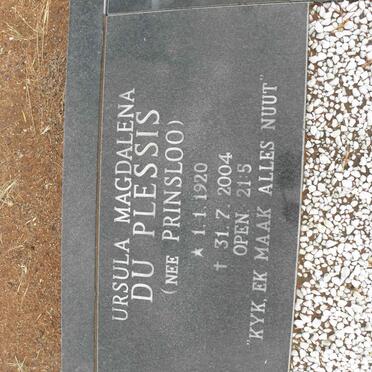 URSULA MAGDALENA
DU PLESSIS
(NEE PRINSLOO)
★ 1.1.1920
† 31.7.2004
OPEN. 21:5
"KYK, EK MAAK ALLES NUUT"